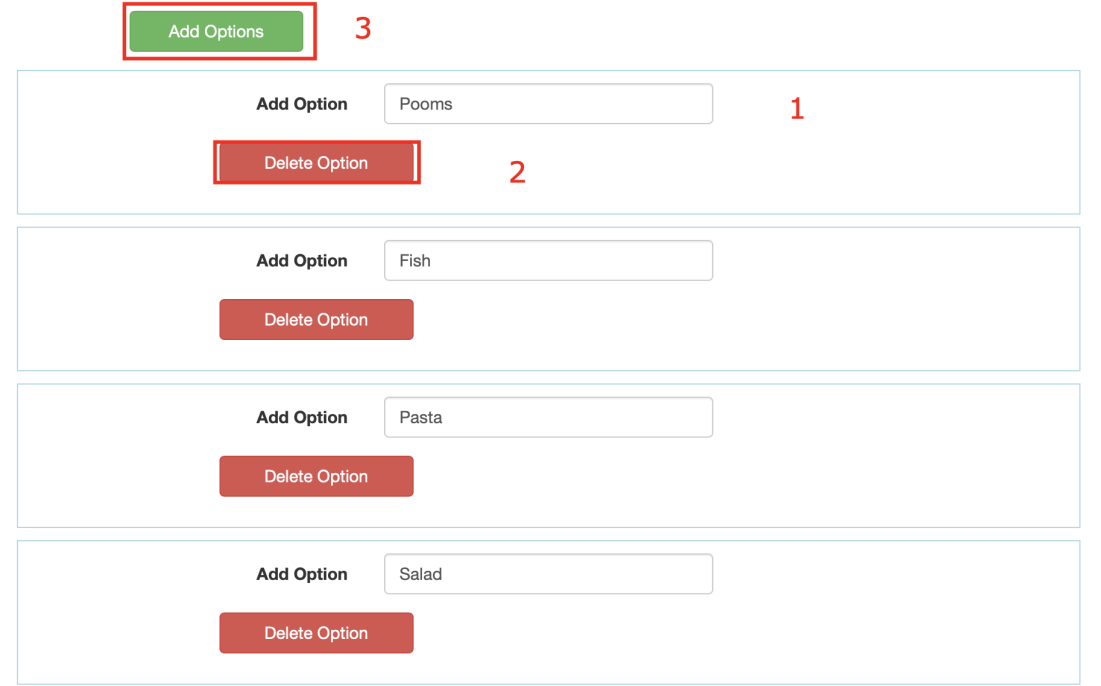 Add Options 3
Add Option Pooms 1
Delete Option 2
Add Option Fish
Delete Option
Add Option Pasta
Delete Option
Add Option Salad
Delete Option